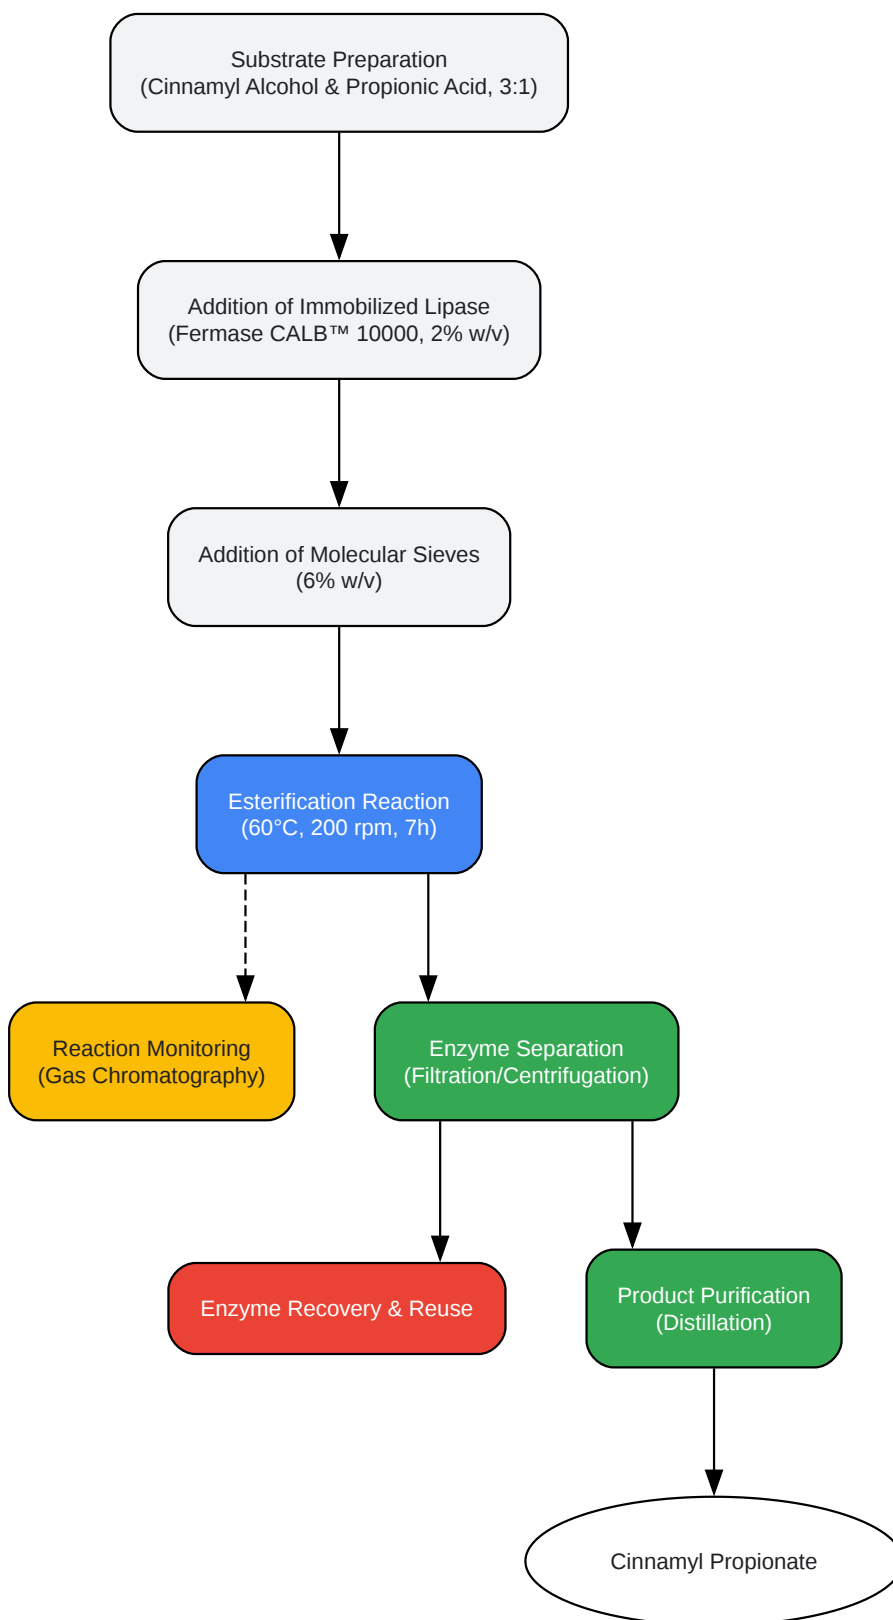 Substrate Preparation
(Cinnamyl Alcohol & Propionic Acid, 3:1)
Addition of Immobilized Lipase
(Fermase CALB™ 10000, 2% w/v)
Addition of Molecular Sieves
(6% w/v)
Esterification Reaction
(60°C, 200 rpm, 7h)
Reaction Monitoring
(Gas Chromatography)
Enzyme Separation
(Filtration/Centrifugation)
Enzyme Recovery & Reuse
Product Purification
(Distillation)
Cinnamyl Propionate